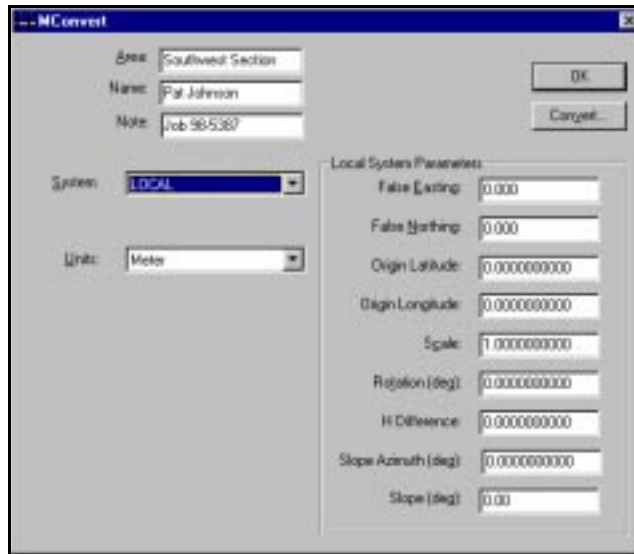 MConvert
Area: Southwest Section
Name: Pat Johnson
Note: Job 98-5387
OK
Convert...
System: LOCAL
Units: Meter
Local System Parameters
False Easting: 0.000
False Northing: 0.000
Origin Latitude: 0.0000000000
Origin Longitude: 0.0000000000
Scale: 1.0000000000
Rotation (deg): 0.0000000000
H Difference: 0.0000000000
Slope Azimuth (deg): 0.0000000000
Slope (deg): 0.00